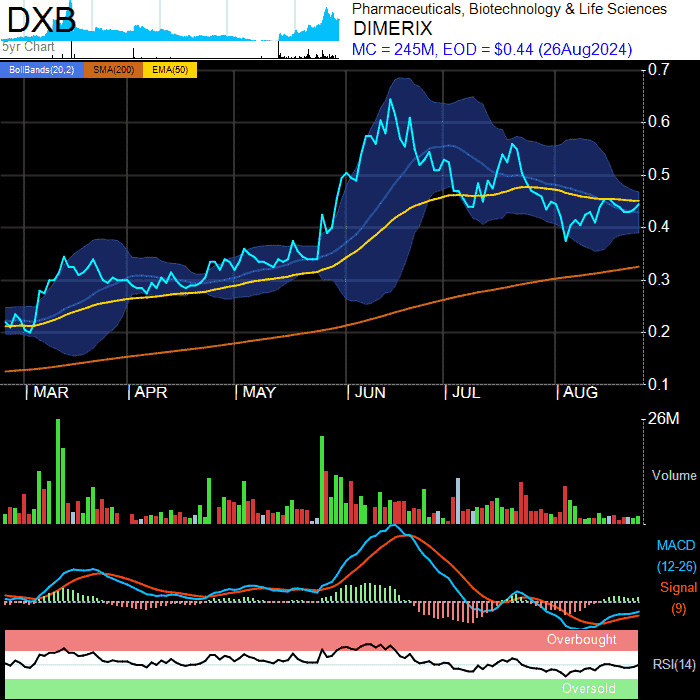 DXB
5yr Chart
Pharmaceuticals, Biotechnology & Life Sciences
DIMERIX
MC = 245M, EOD = $0.44 (26Aug2024)
BollBands(20,2) SMA(200) EMA(50)
0.7
0.6
0.5
0.4
0.3
0.2
0.1
MAR APR MAY JUN JUL AUG
26M
Volume
MACD
(12-26)
Signal
(9)
Overbought
RSI(14)
Oversold